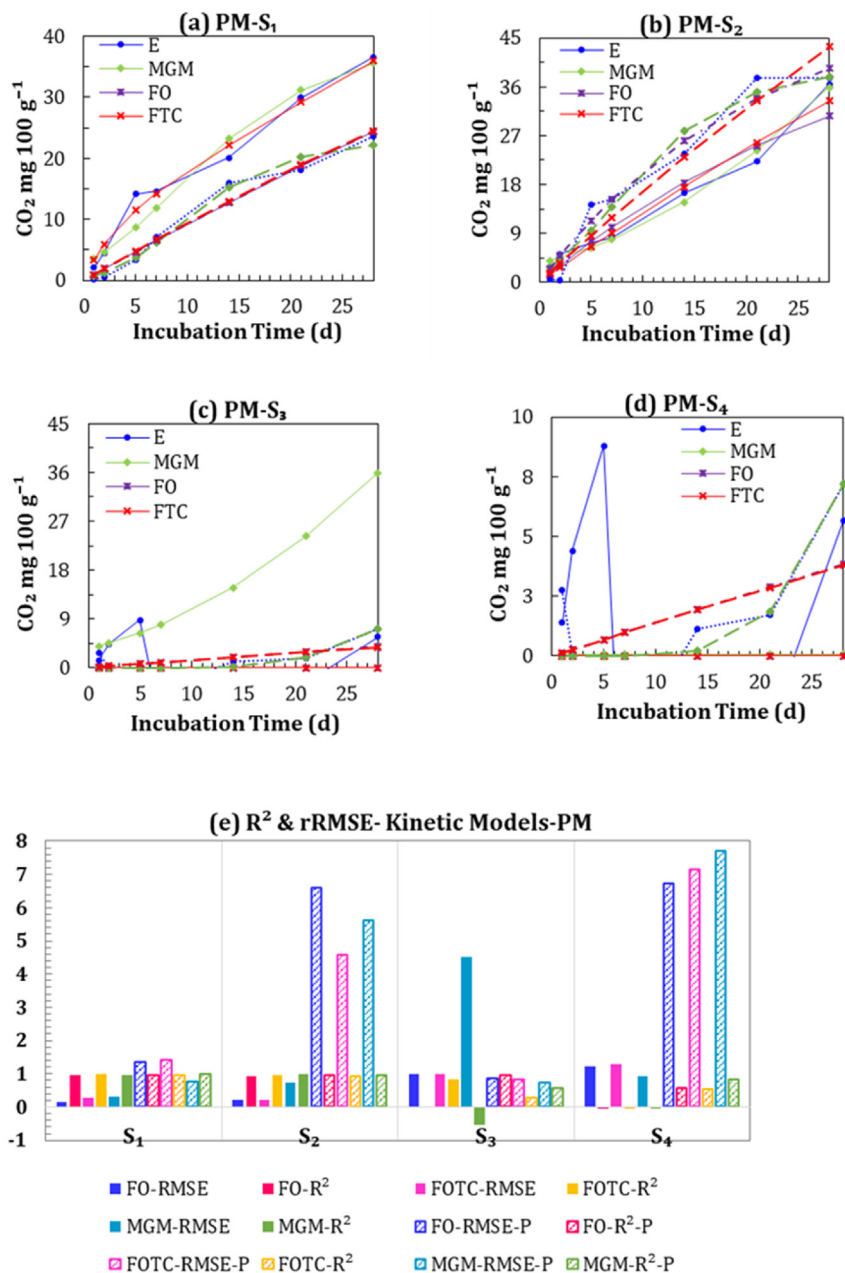 (a) PM-S₁
40
30
20
10
0
CO₂ mg 100 g⁻¹
E
MGM
FO
FTC
0 5 10 15 20 25
Incubation Time (d)
(b) PM-S₂
45
36
27
18
9
0
CO₂ mg 100 g⁻¹
E
MGM
FO
FTC
0 5 10 15 20 25
Incubation Time (d)
(c) PM-S₃
45
36
27
18
9
0
CO₂ mg 100 g⁻¹
E
MGM
FO
FTC
0 5 10 15 20 25
Incubation Time (d)
(d) PM-S₄
10
8
5
3
0
CO₂ mg 100 g⁻¹
E
MGM
FO
FTC
0 5 10 15 20 25
Incubation Time (d)
(e) R² & rRMSE- Kinetic Models-PM
8
7
6
5
4
3
2
1
0
-1
S₁ S₂ S₃ S₄
FO-RMSE FO-R² FOTC-RMSE FOTC-R²
MGM-RMSE MGM-R² FO-RMSE-P FO-R²-P
FOTC-RMSE-P FOTC-R² MGM-RMSE-P MGM-R²-P